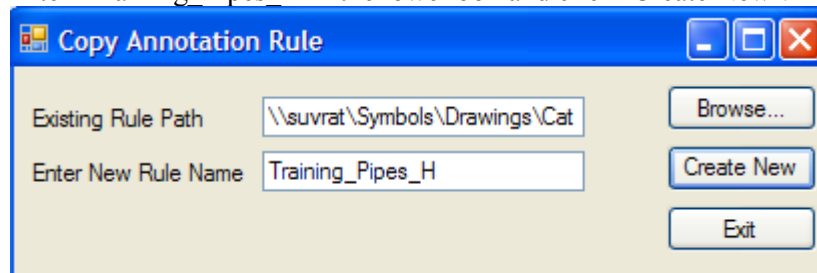 Copy Annotation Rule
Existing Rule Path \\suvrat\Symbols\Drawings\Cat Browse...
Enter New Rule Name Training_Pipes_H Create New
Exit